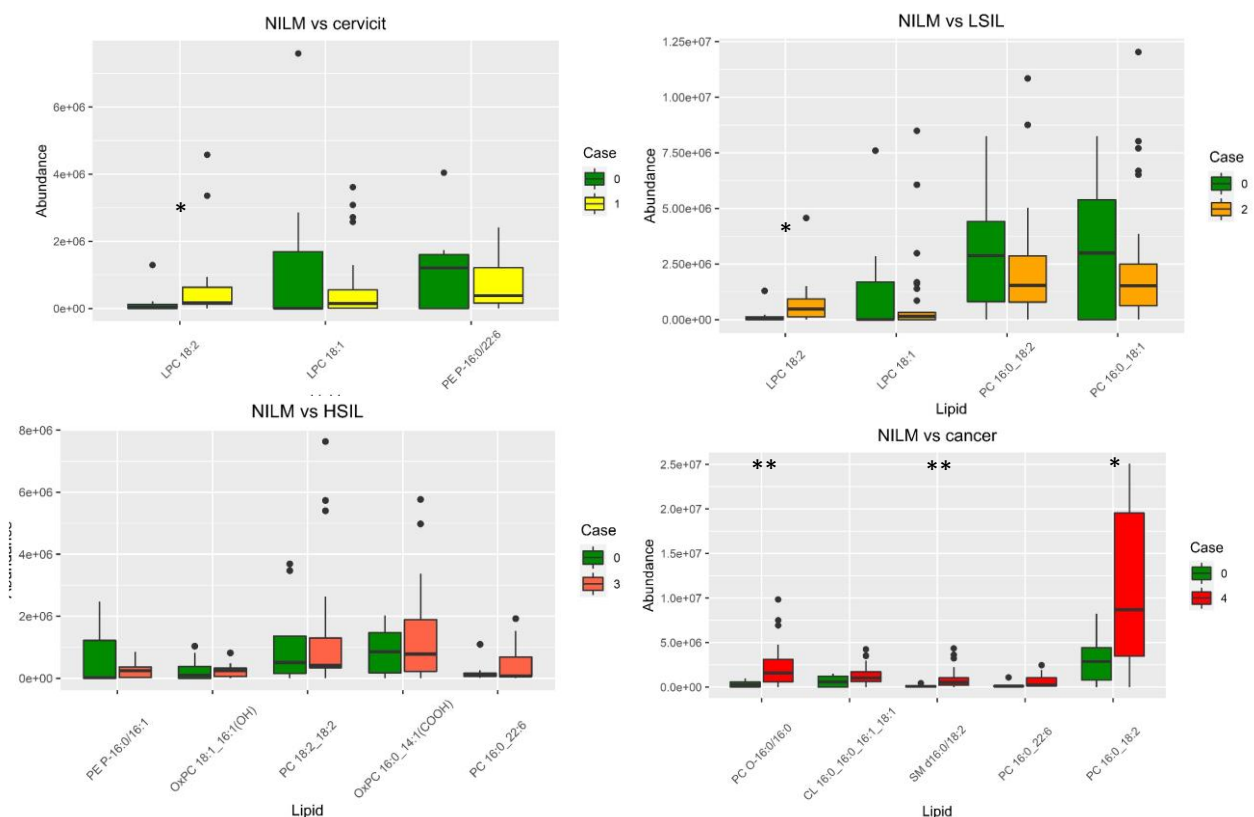 NILM vs cervicit
Abundance
6e+06
4e+06
2e+06
0e+00
*
LPC 18:2
LPC 18:1
PE P-16:0/22:6
Case
0
1
NILM vs LSIL
Abundance
1.25e+07
1.00e+07
7.50e+06
5.00e+06
2.50e+06
0.00e+00
*
LPC 18:2
LPC 18:1
PC 16:0_18:2
PC 16:0_18:1
Lipid
Case
0
2
NILM vs HSIL
Abundance
8e+06
6e+06
4e+06
2e+06
0e+00
PE P-16:0/16:1
OxPC 18:1_16:1(OH)
PC 18:2_18:2
OxPC 16:0_14:1(COOH)
PC 16:0_22:6
Lipid
Case
0
3
NILM vs cancer
Abundance
2.5e+07
2.0e+07
1.5e+07
1.0e+07
5.0e+06
0.0e+00
**
**
*
PC O-16:0/16:0
CL 16:0_16:0_16:1_18:1
SM d16:0/18:2
PC 16:0_22:6
PC 16:0_18:2
Lipid
Case
0
4